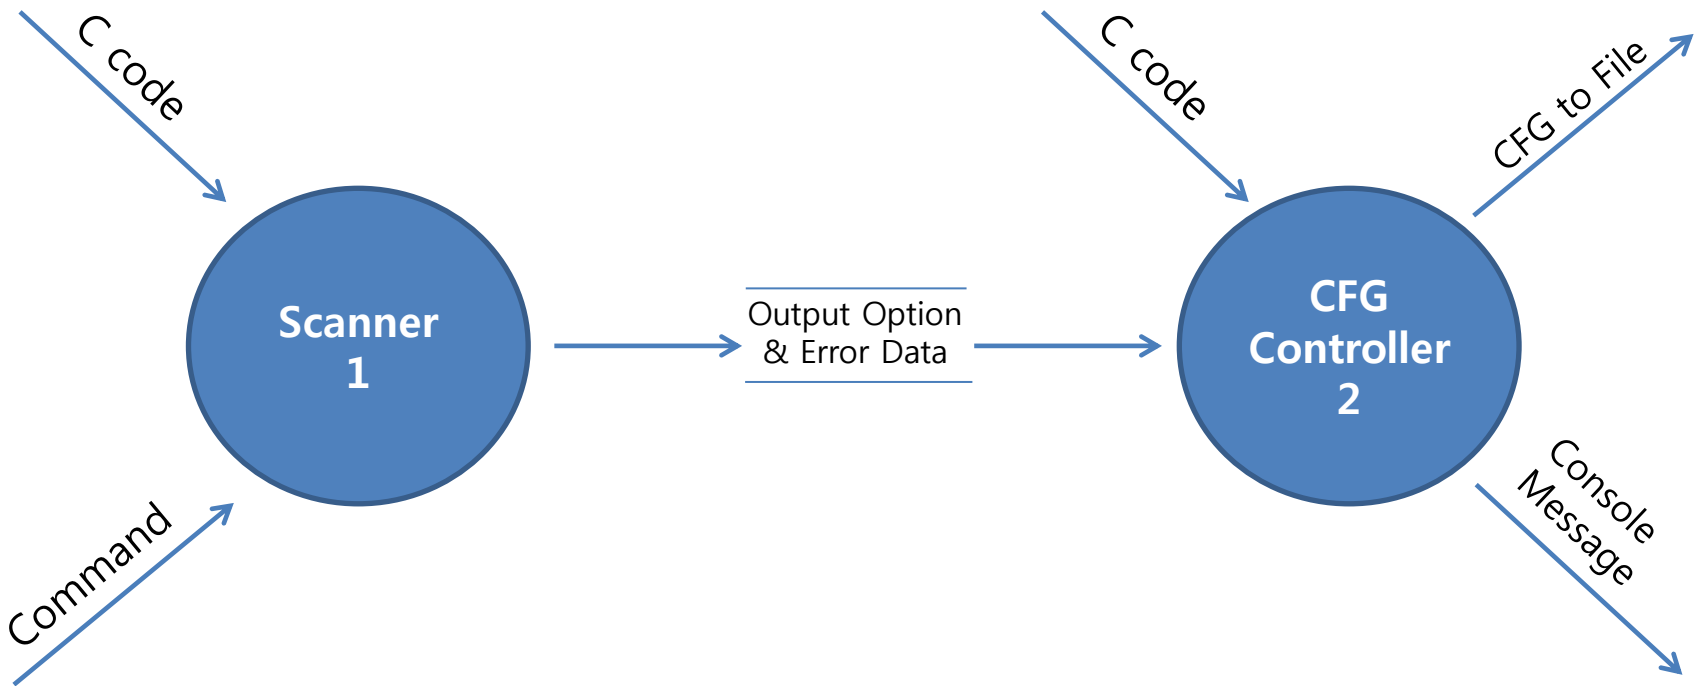 C code
Scanner
1
Command
Output Option
& Error Data
C code
CFG
Controller
2
CFG to File
Console
Message